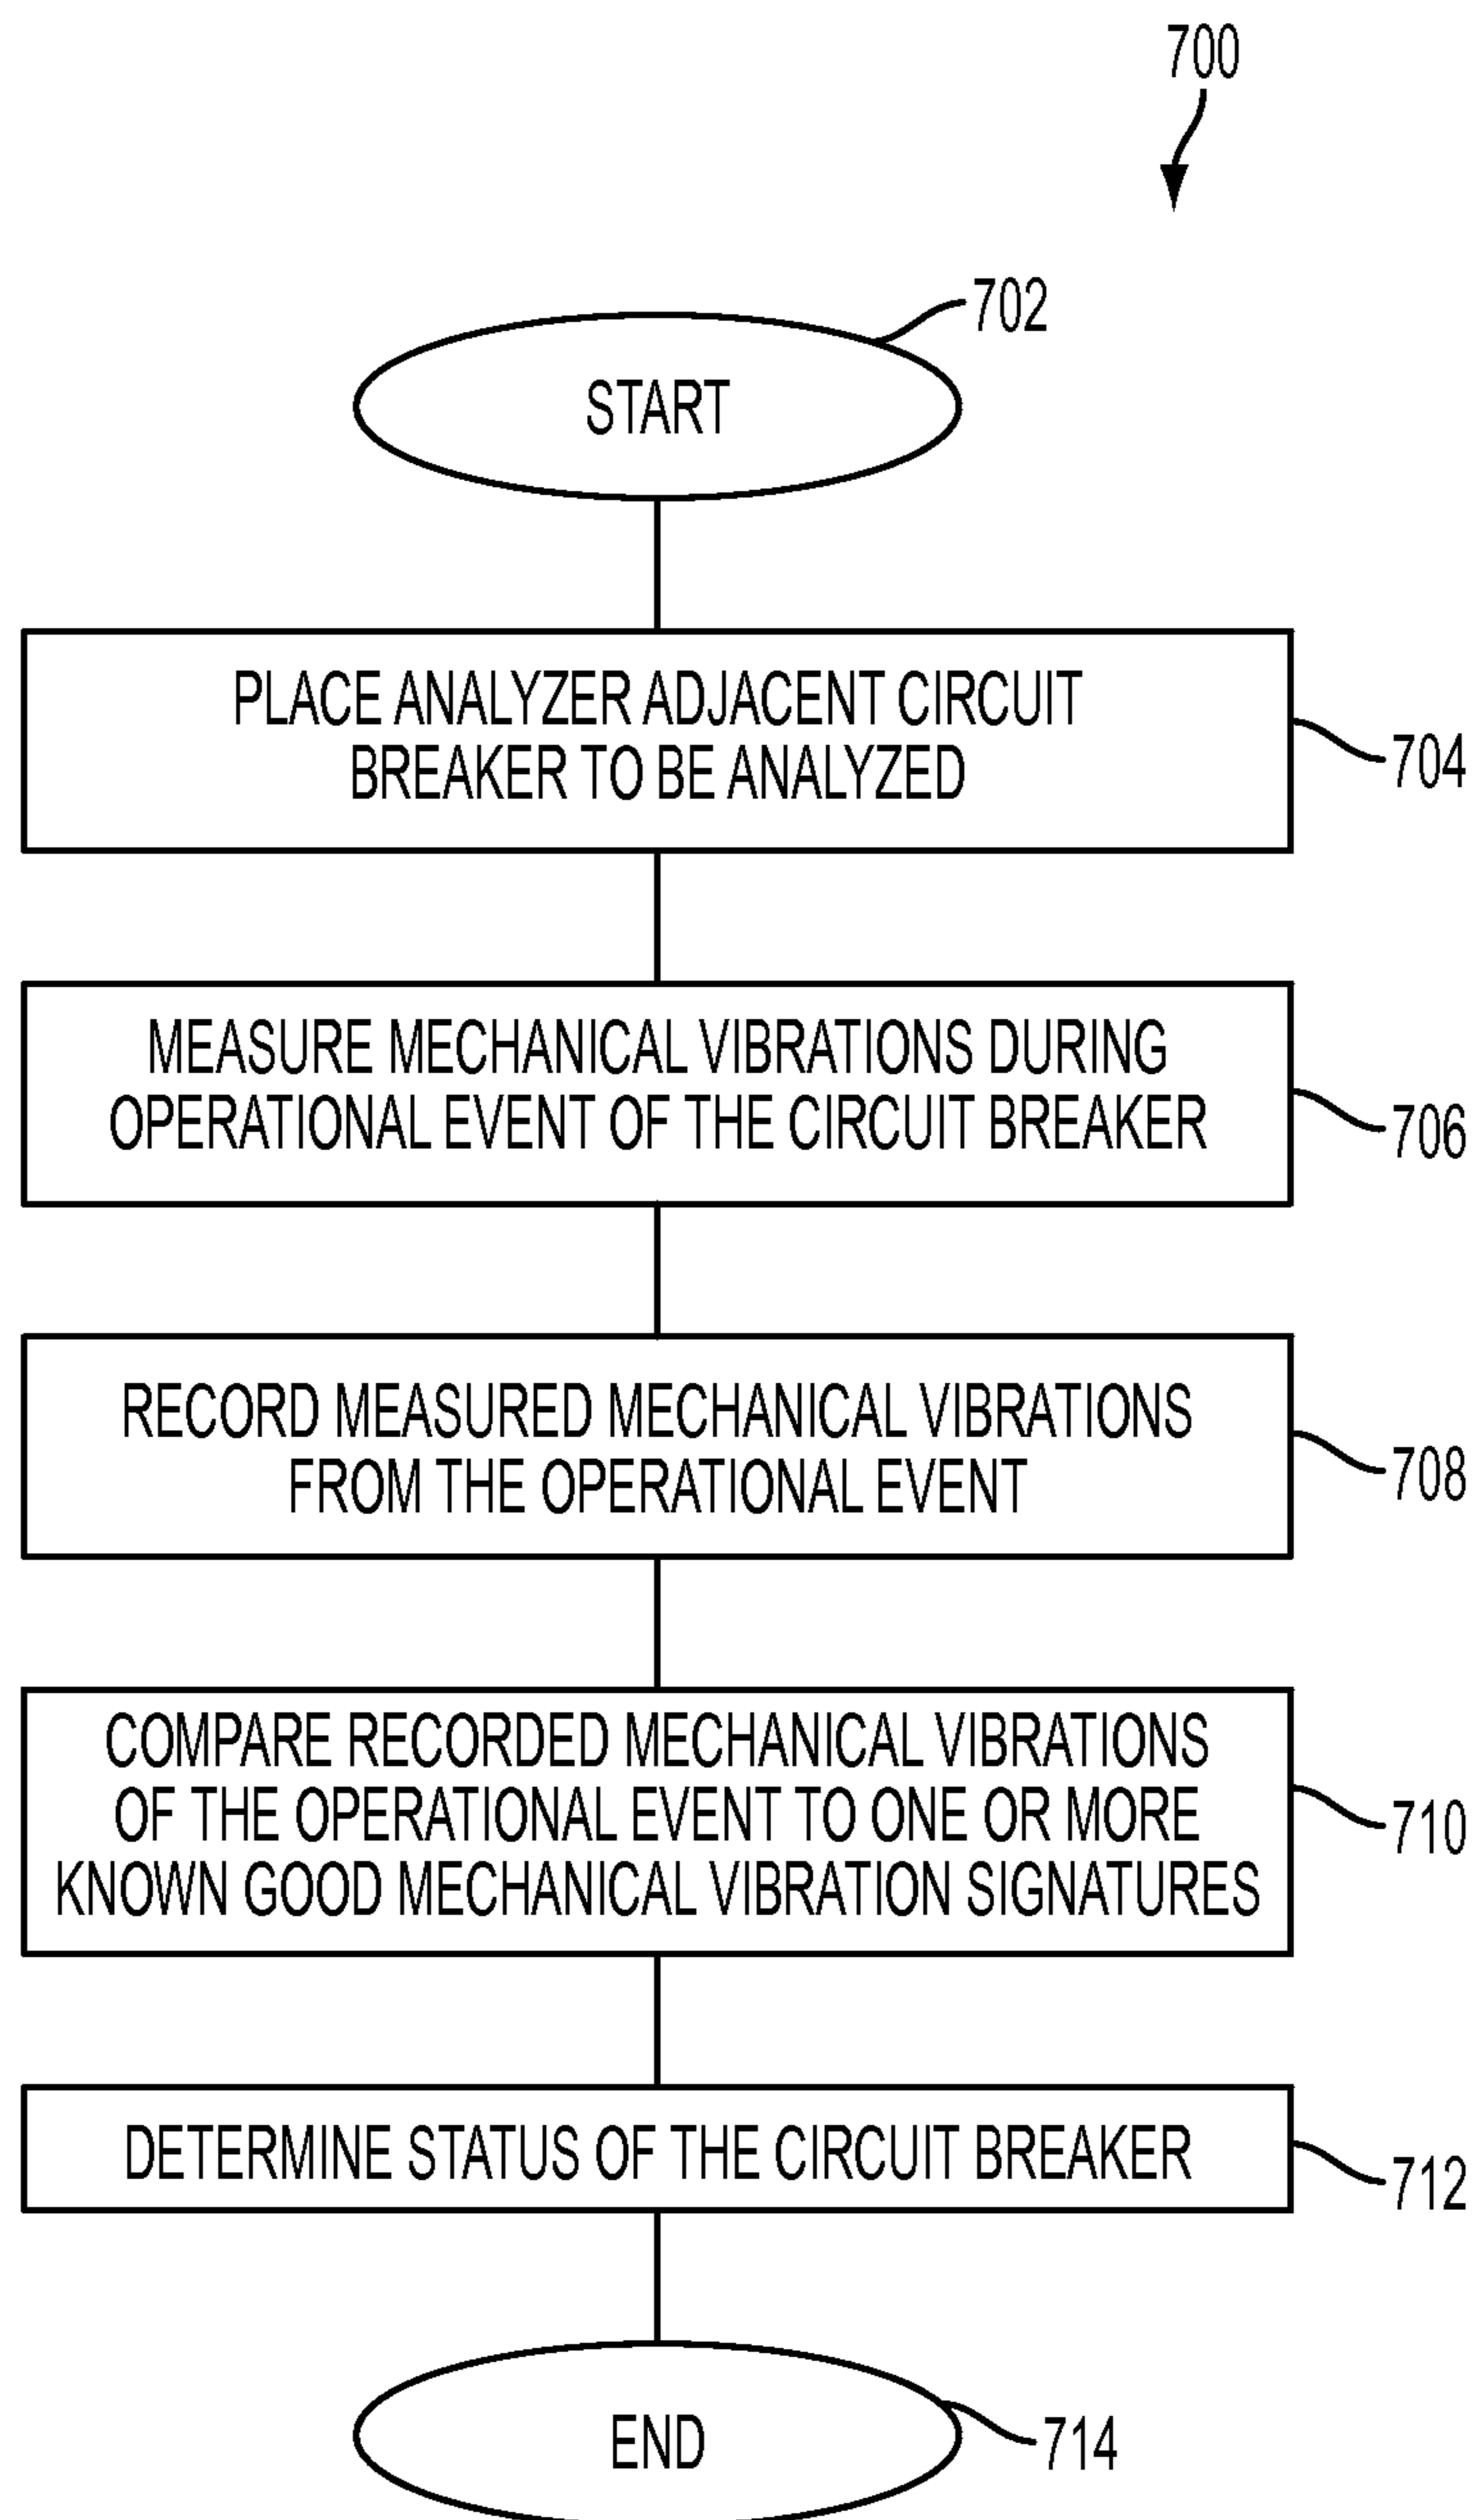 700
702
START
PLACE ANALYZER ADJACENT CIRCUIT
BREAKER TO BE ANALYZED
704
MEASURE MECHANICAL VIBRATIONS DURING
OPERATIONAL EVENT OF THE CIRCUIT BREAKER
706
RECORD MEASURED MECHANICAL VIBRATIONS
FROM THE OPERATIONAL EVENT
708
COMPARE RECORDED MECHANICAL VIBRATIONS
OF THE OPERATIONAL EVENT TO ONE OR MORE
KNOWN GOOD MECHANICAL VIBRATION SIGNATURES
710
DETERMINE STATUS OF THE CIRCUIT BREAKER
712
END
714